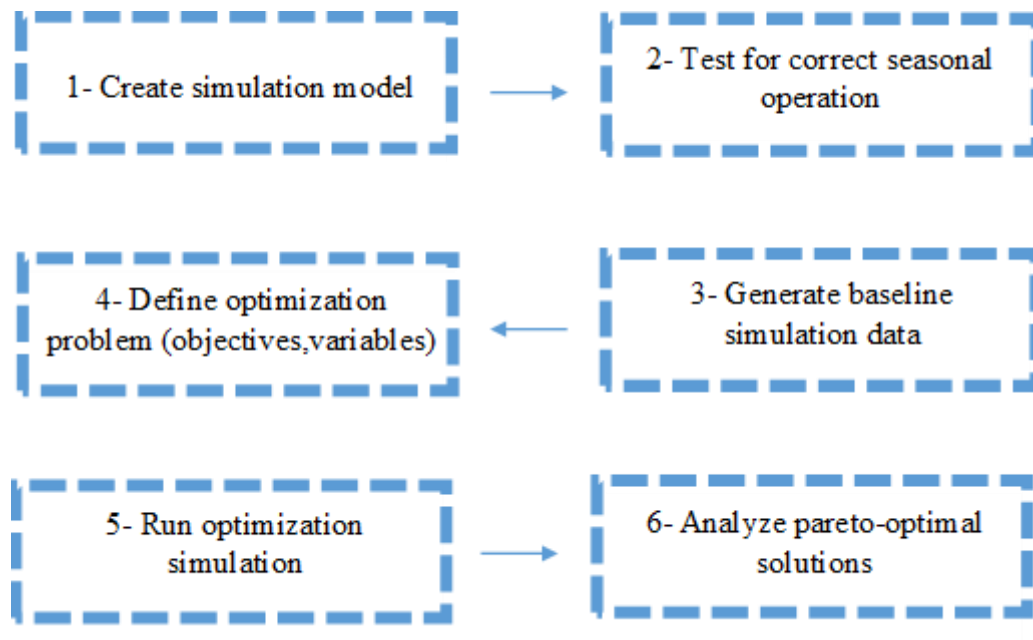 1- Create simulation model
2- Test for correct seasonal
operation
3- Generate baseline
simulation data
4- Define optimization
problem (objectives,variables)
5- Run optimization
simulation
6- Analyze pareto-optimal
solutions